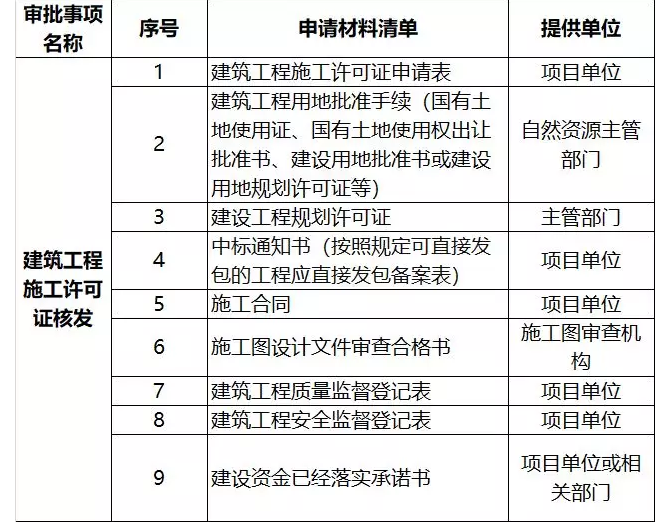 审批事项
名称
序号
申请材料清单
提供单位
建筑工程
施工许可
证核发
1
建筑工程施工许可证申请表
项目单位
2
建筑工程用地批准手续（国有土
地使用证、国有土地使用权出让
批准书、建设用地批准书或建设
用地规划许可证等）
自然资源主管
部门
3
建设工程规划许可证
主管部门
4
中标通知书（按照规定可直接发
包的工程应直接发包备案表）
项目单位
5
施工合同
项目单位
6
施工图设计文件审查合格书
施工图审查机
构
7
建筑工程质量监督登记表
项目单位
8
建筑工程安全监督登记表
项目单位
9
建设资金已经落实承诺书
项目单位或相
关部门